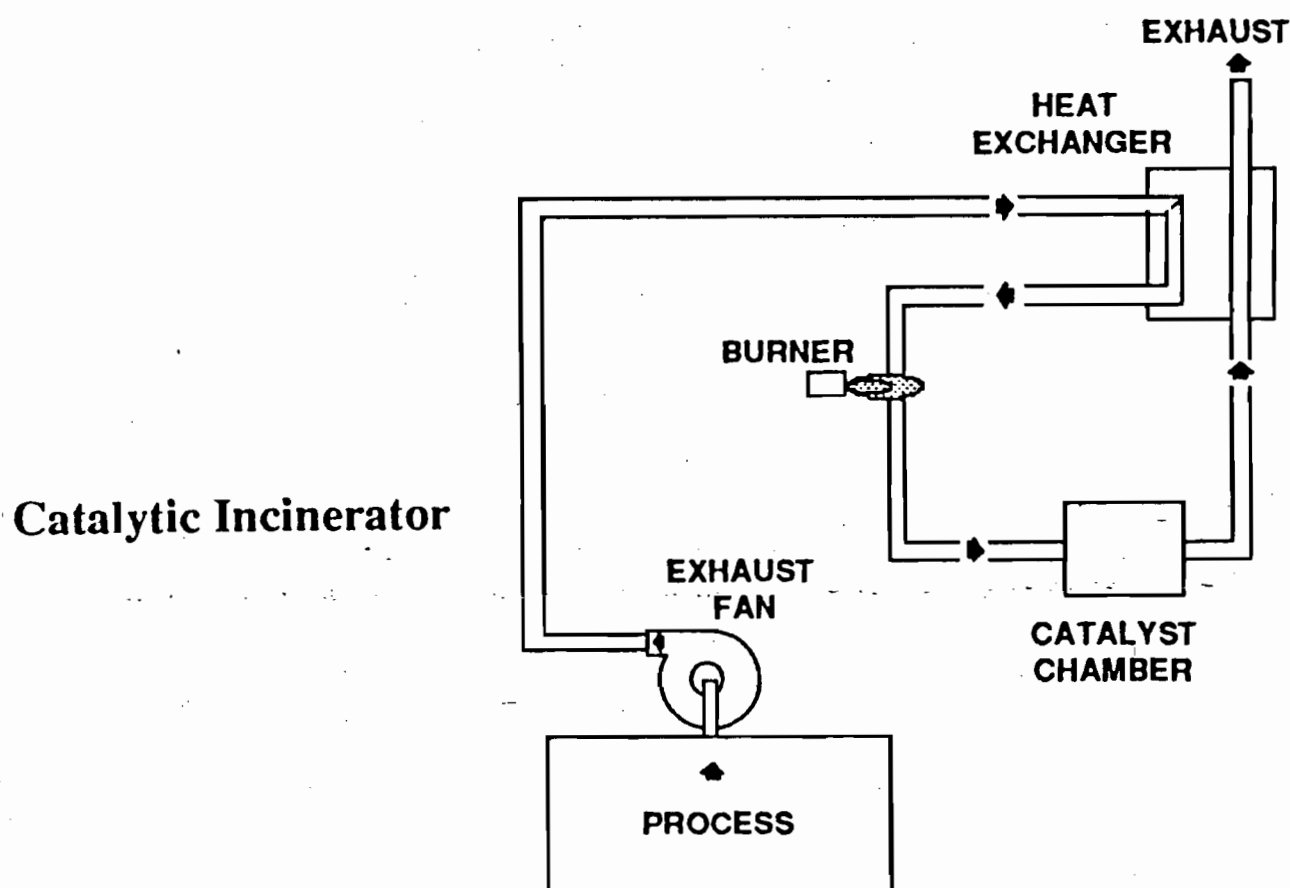 EXHAUST
HEAT
EXCHANGER
BURNER
Catalytic Incinerator
EXHAUST
FAN
CATALYST
CHAMBER
PROCESS